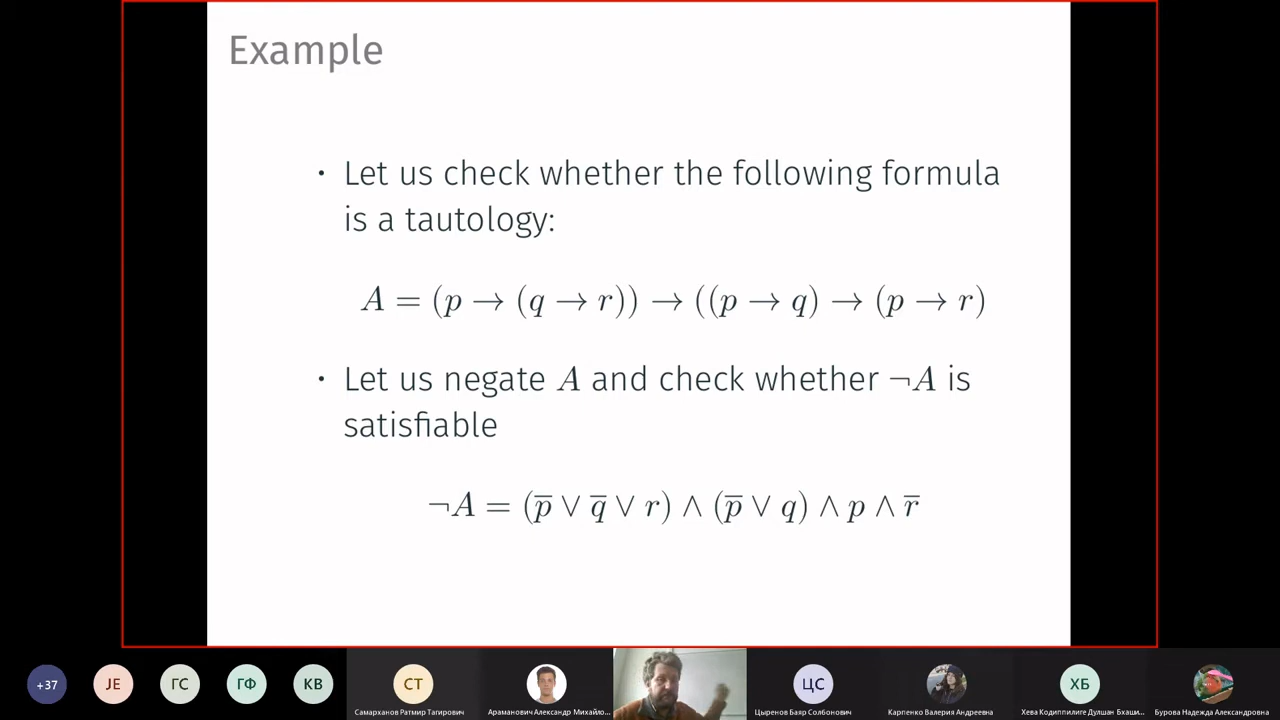 Example
• Let us check whether the following formula
is a tautology:
A = (p → (q → r)) → ((p → q) → (p → r)
• Let us negate A and check whether ¬A is
satisfiable
¬A = (p̅ ∨ q̅ ∨ r) ∧ (p̅ ∨ q) ∧ p ∧ r̅
+37
JE
ГС
ГФ
КВ
СТ
ЦС
ХБ
Самарханов Ратмир Тагирович
Араманович Александр Михайло...
Цыренов Баяр Солбонович
Карпенко Валерия Андреевна
Хева Кодиппилиге Дулшан Бхаши...
Бурова Надежда Александровна